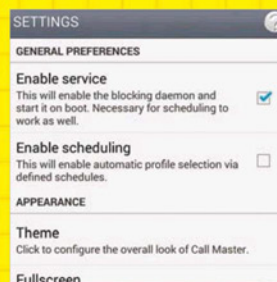 SETTINGS
GENERAL PREFERENCES
Enable service
This will enable the blocking daemon and
start it on boot. Necessary for scheduling to
work as well.
Enable scheduling
This will enable automatic profile selection via
defined schedules.
APPEARANCE
Theme
Click to configure the overall look of Call Master.
Fullscreen